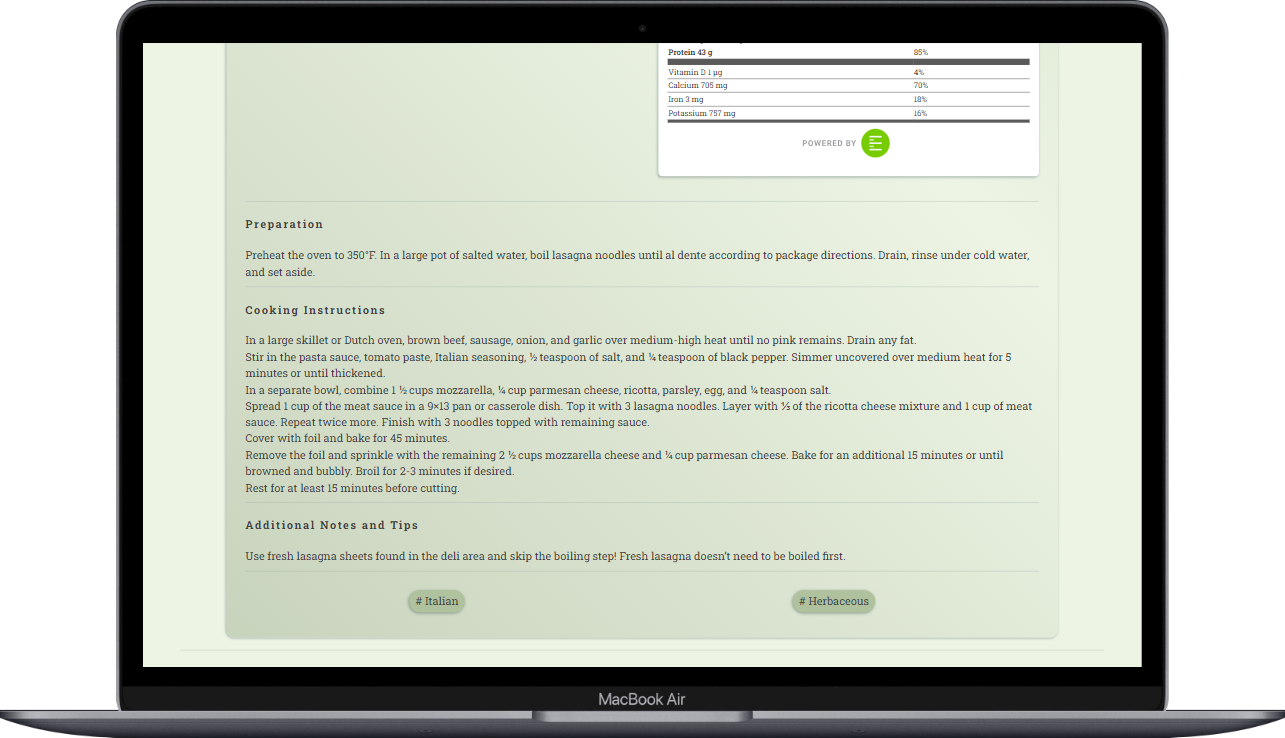 Protein 43 g 85%
Vitamin D 1 µg 4%
Calcium 705 mg 70%
Iron 3 mg 18%
Potassium 757 mg 16%
POWERED BY
Preparation
Preheat the oven to 350°F. In a large pot of salted water, boil lasagna noodles until al dente according to package directions. Drain, rinse under cold water,
and set aside.
Cooking Instructions
In a large skillet or Dutch oven, brown beef, sausage, onion, and garlic over medium-high heat until no pink remains. Drain any fat.
Stir in the pasta sauce, tomato paste, Italian seasoning, ½ teaspoon of salt, and ¼ teaspoon of black pepper. Simmer uncovered over medium heat for 5
minutes or until thickened.
In a separate bowl, combine 1 ½ cups mozzarella, ¼ cup parmesan cheese, ricotta, parsley, egg, and ¼ teaspoon salt.
Spread 1 cup of the meat sauce in a 9×13 pan or casserole dish. Top it with 3 lasagna noodles. Layer with ⅓ of the ricotta cheese mixture and 1 cup of meat
sauce. Repeat twice more. Finish with 3 noodles topped with remaining sauce.
Cover with foil and bake for 45 minutes.
Remove the foil and sprinkle with the remaining 2 ½ cups mozzarella cheese and ¼ cup parmesan cheese. Bake for an additional 15 minutes or until
browned and bubbly. Broil for 2-3 minutes if desired.
Rest for at least 15 minutes before cutting.
Additional Notes and Tips
Use fresh lasagna sheets found in the deli area and skip the boiling step! Fresh lasagna doesn't need to be boiled first.
# Italian # Herbaceous
MacBook Air